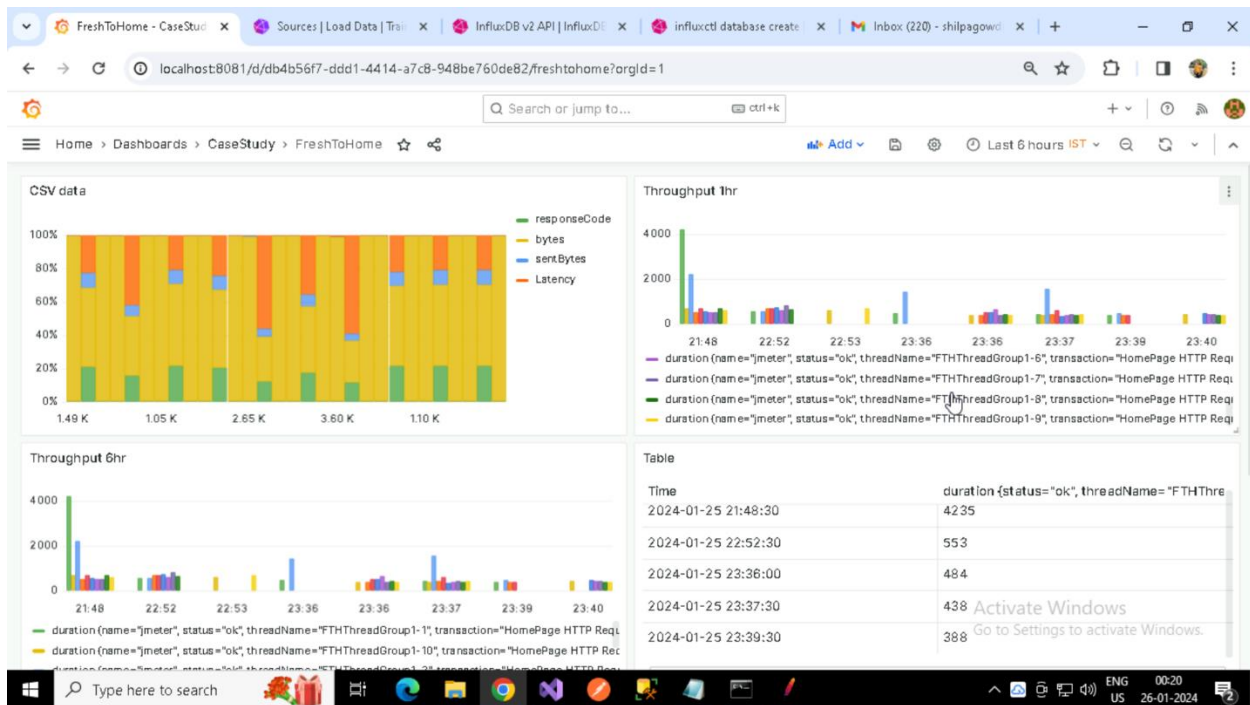 FreshToHome - CaseStud
Sources | Load Data | Trai
InfluxDB v2 API | InfluxDB
influxctl database create
Inbox (220) - shilpagowd
localhost:8081/d/db4b56f7-ddd1-4414-a7c8-948be760de82/freshtohome?orgId=1
Search or jump to... ctrl+k
Home > Dashboards > CaseStudy > FreshToHome
Add
Last 6 hours IST
CSV data
100%
80%
60%
40%
20%
0%
1.49 K 1.05 K 2.65 K 3.60 K 1.10 K
responseCode
bytes
sentBytes
Latency
Throughput 1hr
4000
2000
0
21:48 22:52 22:53 23:36 23:36 23:37 23:39 23:40
duration {name="jmeter", status="ok", threadName="FTHThreadGroup1-6", transaction="HomePage HTTP Requ
duration {name="jmeter", status="ok", threadName="FTHThreadGroup1-7", transaction="HomePage HTTP Requ
duration {name="jmeter", status="ok", threadName="FTHThreadGroup1-8", transaction="HomePage HTTP Requ
duration {name="jmeter", status="ok", threadName="FTHThreadGroup1-9", transaction="HomePage HTTP Requ
Throughput 6hr
4000
2000
0
21:48 22:52 22:53 23:36 23:36 23:37 23:39 23:40
duration {name="jmeter", status="ok", threadName="FTHThreadGroup1-1", transaction="HomePage HTTP Requ
duration {name="jmeter", status="ok", threadName="FTHThreadGroup1-10", transaction="HomePage HTTP Rec
Table
Time duration {status="ok", threadName="FTHThre
2024-01-25 21:48:30 4235
2024-01-25 22:52:30 553
2024-01-25 23:36:00 484
2024-01-25 23:37:30 438
2024-01-25 23:39:30 388
Activate Windows
Go to Settings to activate Windows.
Type here to search
ENG
US
00:20
26-01-2024
2